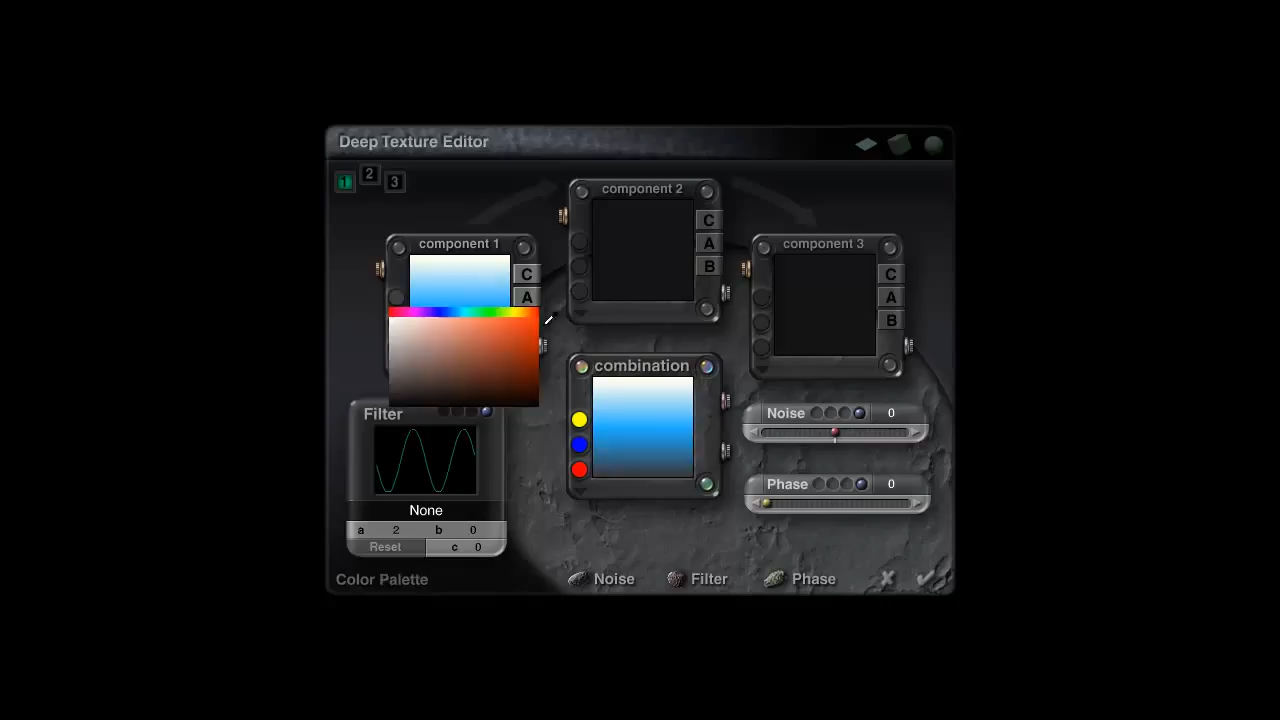 Deep Texture Editor
1 2 3
component 1
C
A
component 2
C
A
B
component 3
C
A
B
combination
Filter
None
a 2 b 0
Reset c 0
Noise 0
Phase 0
Color Palette
Noise Filter Phase